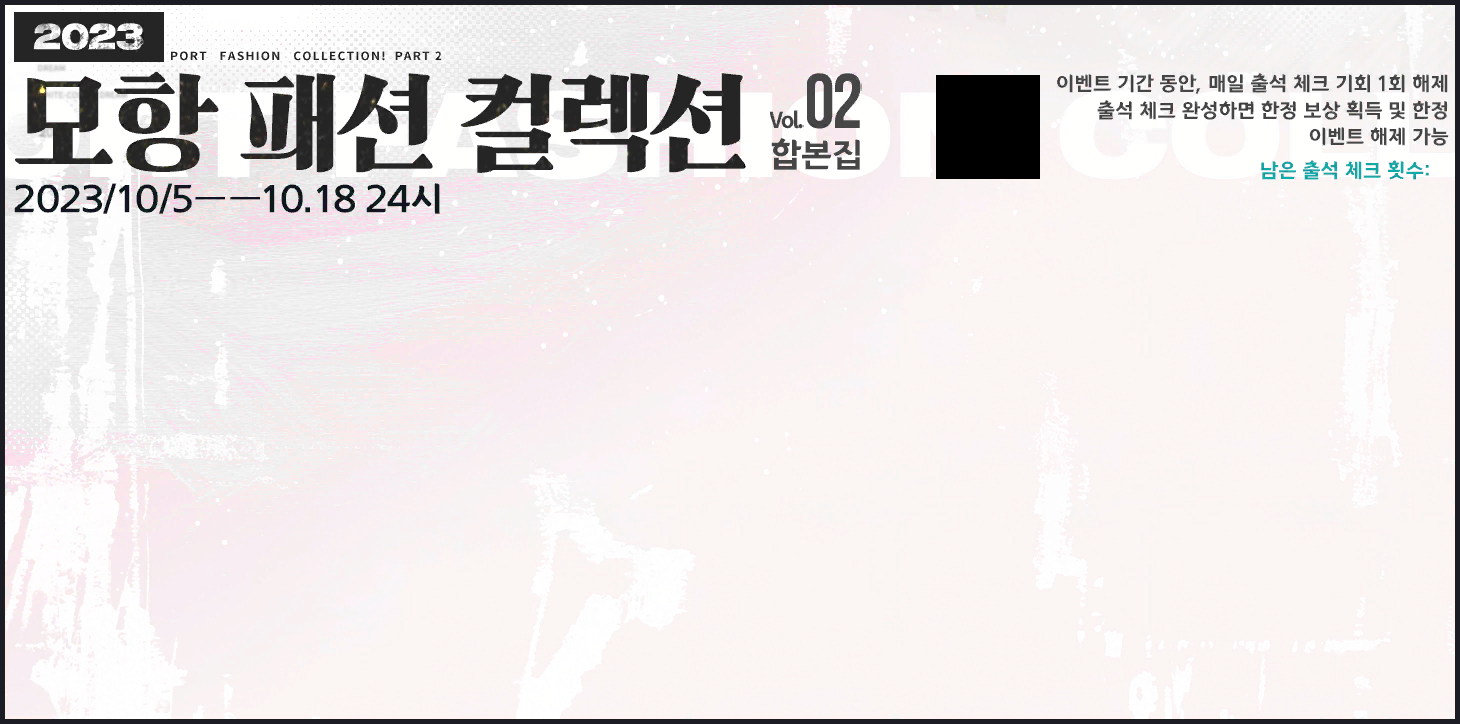 2023
PORT FASHION COLLECTION! PART 2
모항 패션 컬렉션
Vol.02
합본집
2023/10/5——10.18 24시
이벤트 기간 동안, 매일 출석 체크 기회 1회 해제
출석 체크 완성하면 한정 보상 획득 및 한정
이벤트 해제 가능
남은 출석 체크 횟수: